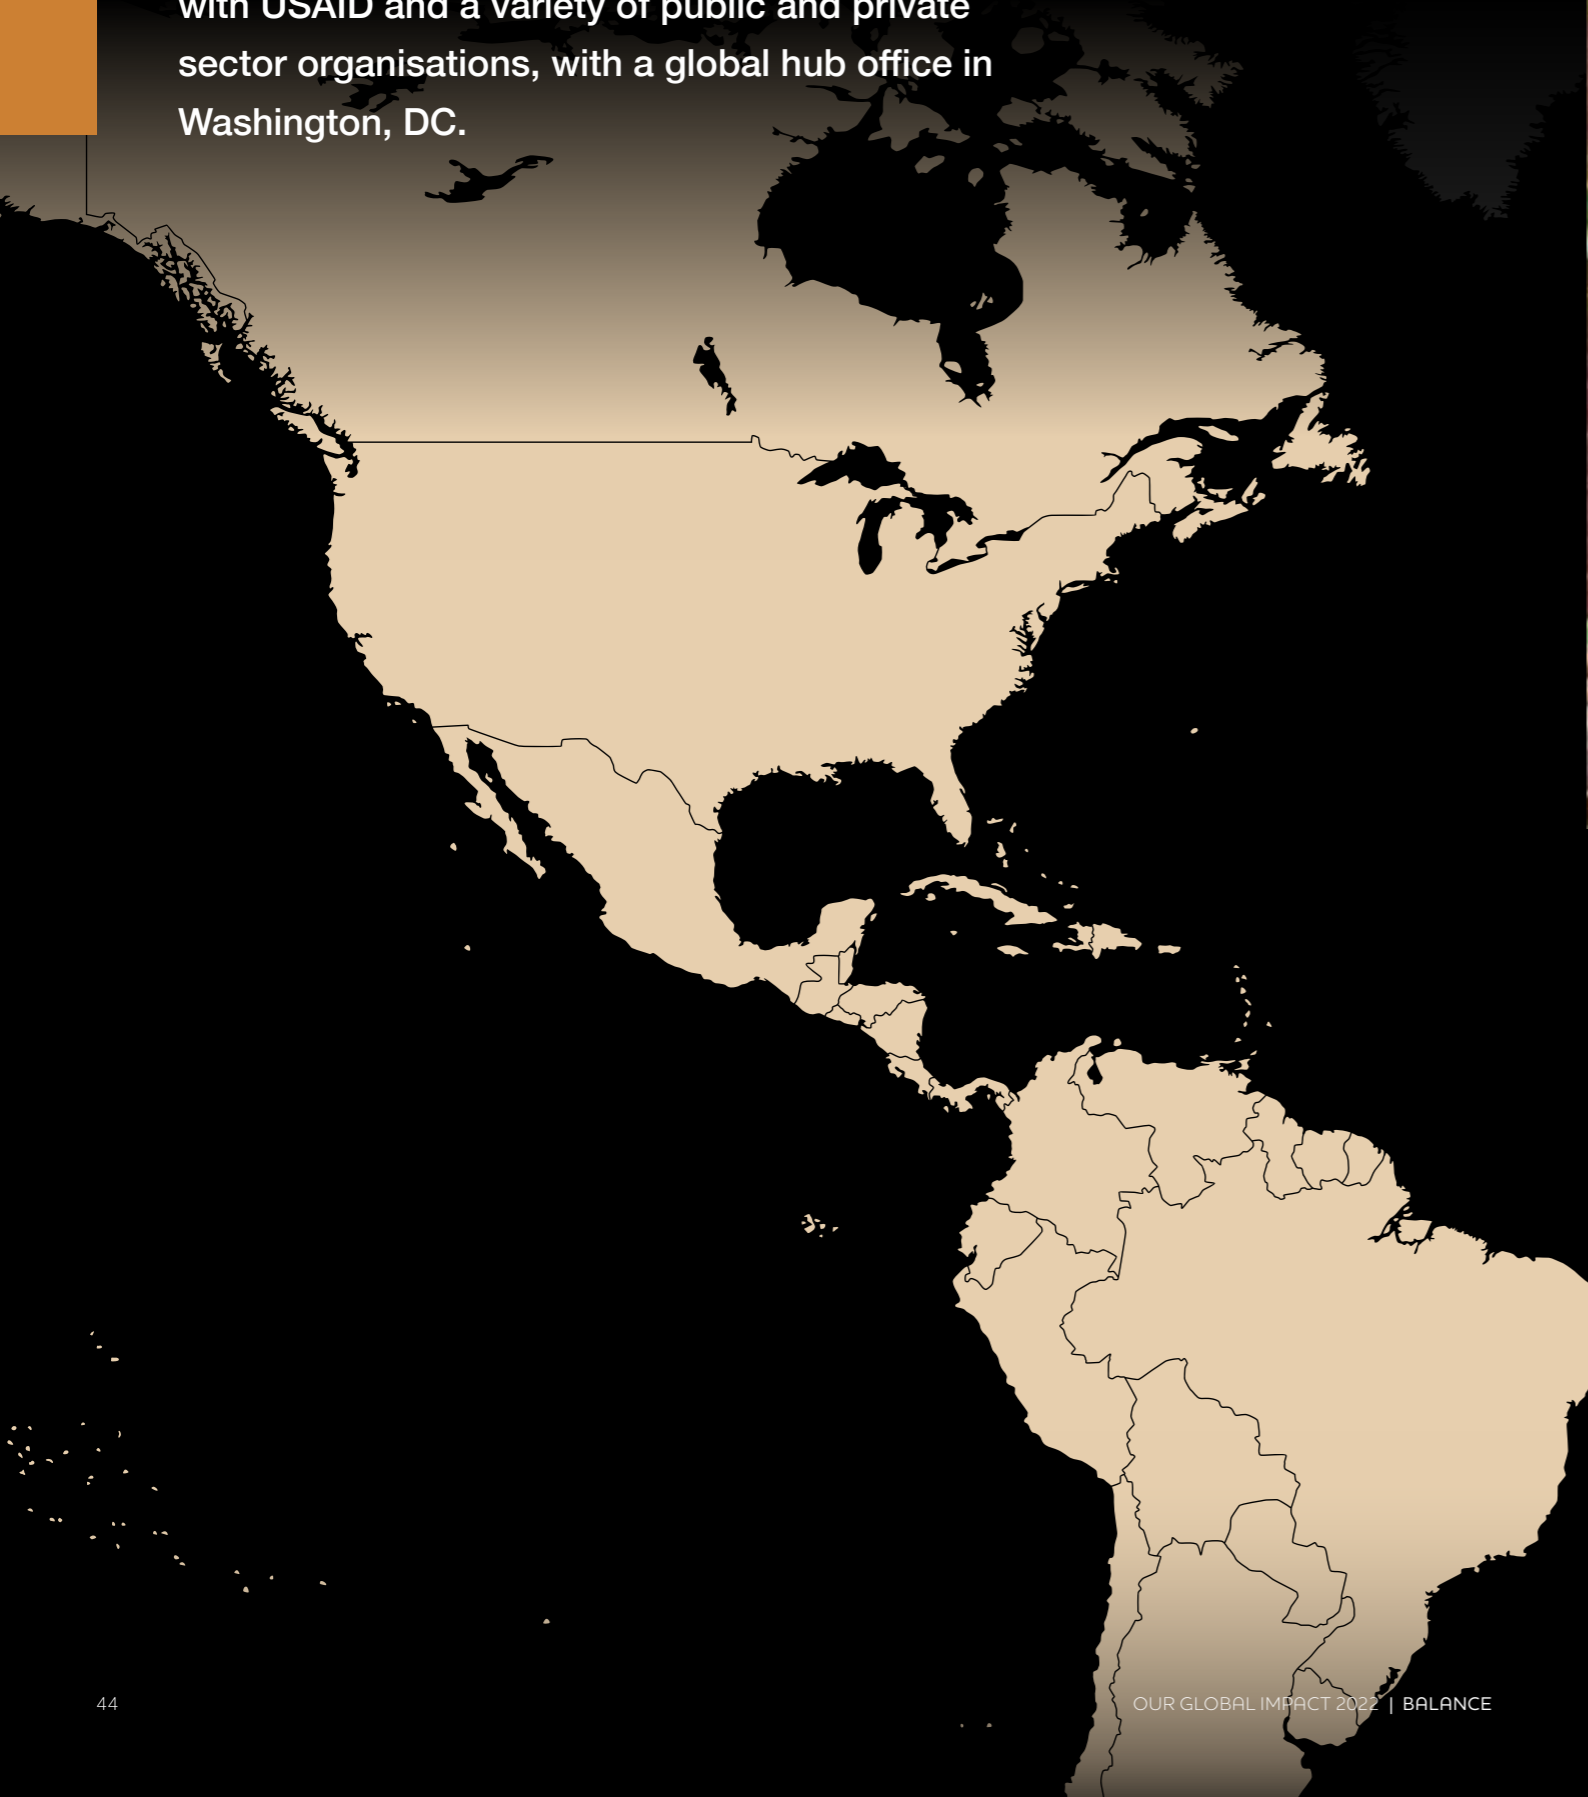 with USAID and a variety of public and private
sector organisations, with a global hub office in
Washington, DC.
44
OUR GLOBAL IMPACT 2022 | BALANCE